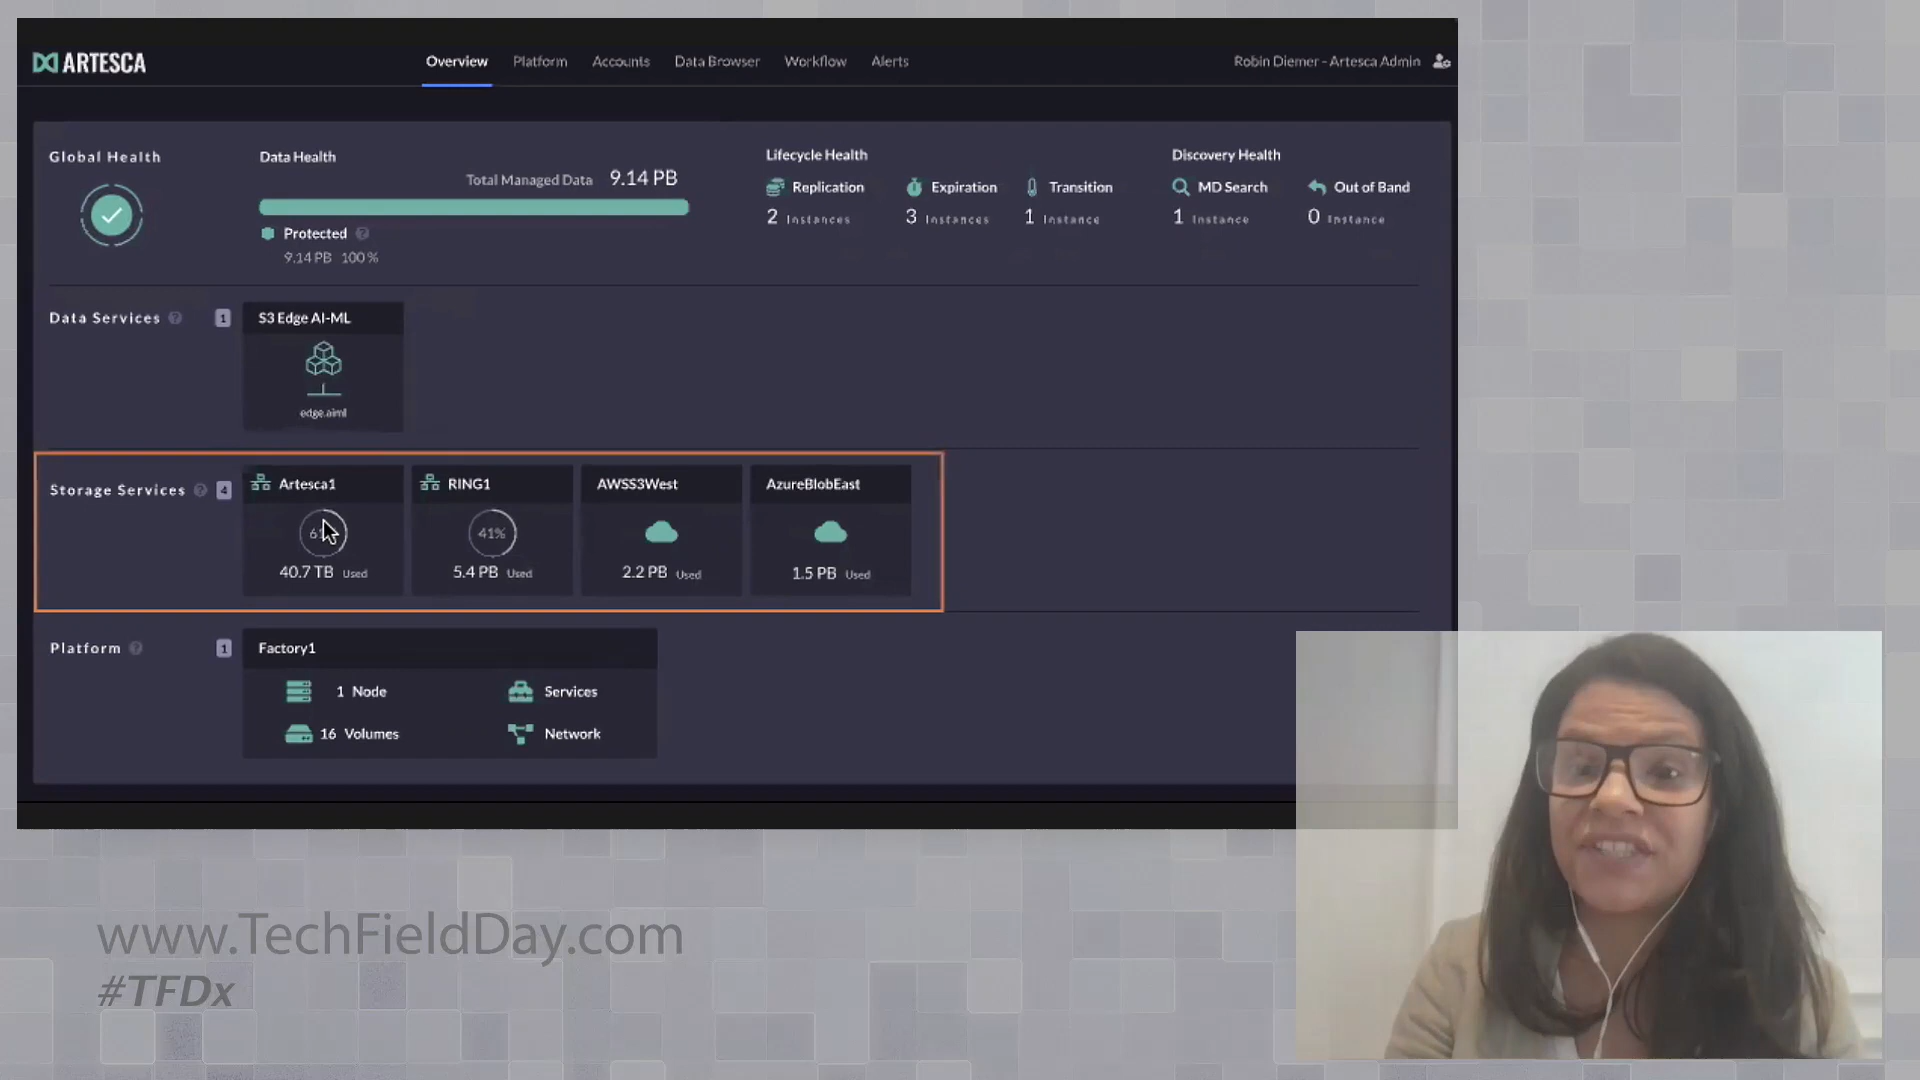 ARTESCA
Overview Platform Accounts Data Browser Workflow Alerts
Robin Diemer - Artesca Admin
Global Health
Data Health
Total Managed Data 9.14 PB
Protected
9.14 PB 100 %
Lifecycle Health
Replication Expiration Transition
2 Instances 3 Instances 1 Instance
Discovery Health
MD Search Out of Band
1 Instance 0 Instance
Data Services 1
S3 Edge AI-ML
edge.aiml
Storage Services 4
Artesca1 RING1 AWSS3West AzureBlobEast
41%
40.7 TB Used 5.4 PB Used 2.2 PB Used 1.5 PB Used
Platform 1
Factory1
1 Node Services
16 Volumes Network
www.TechFieldDay.com
#TFDx